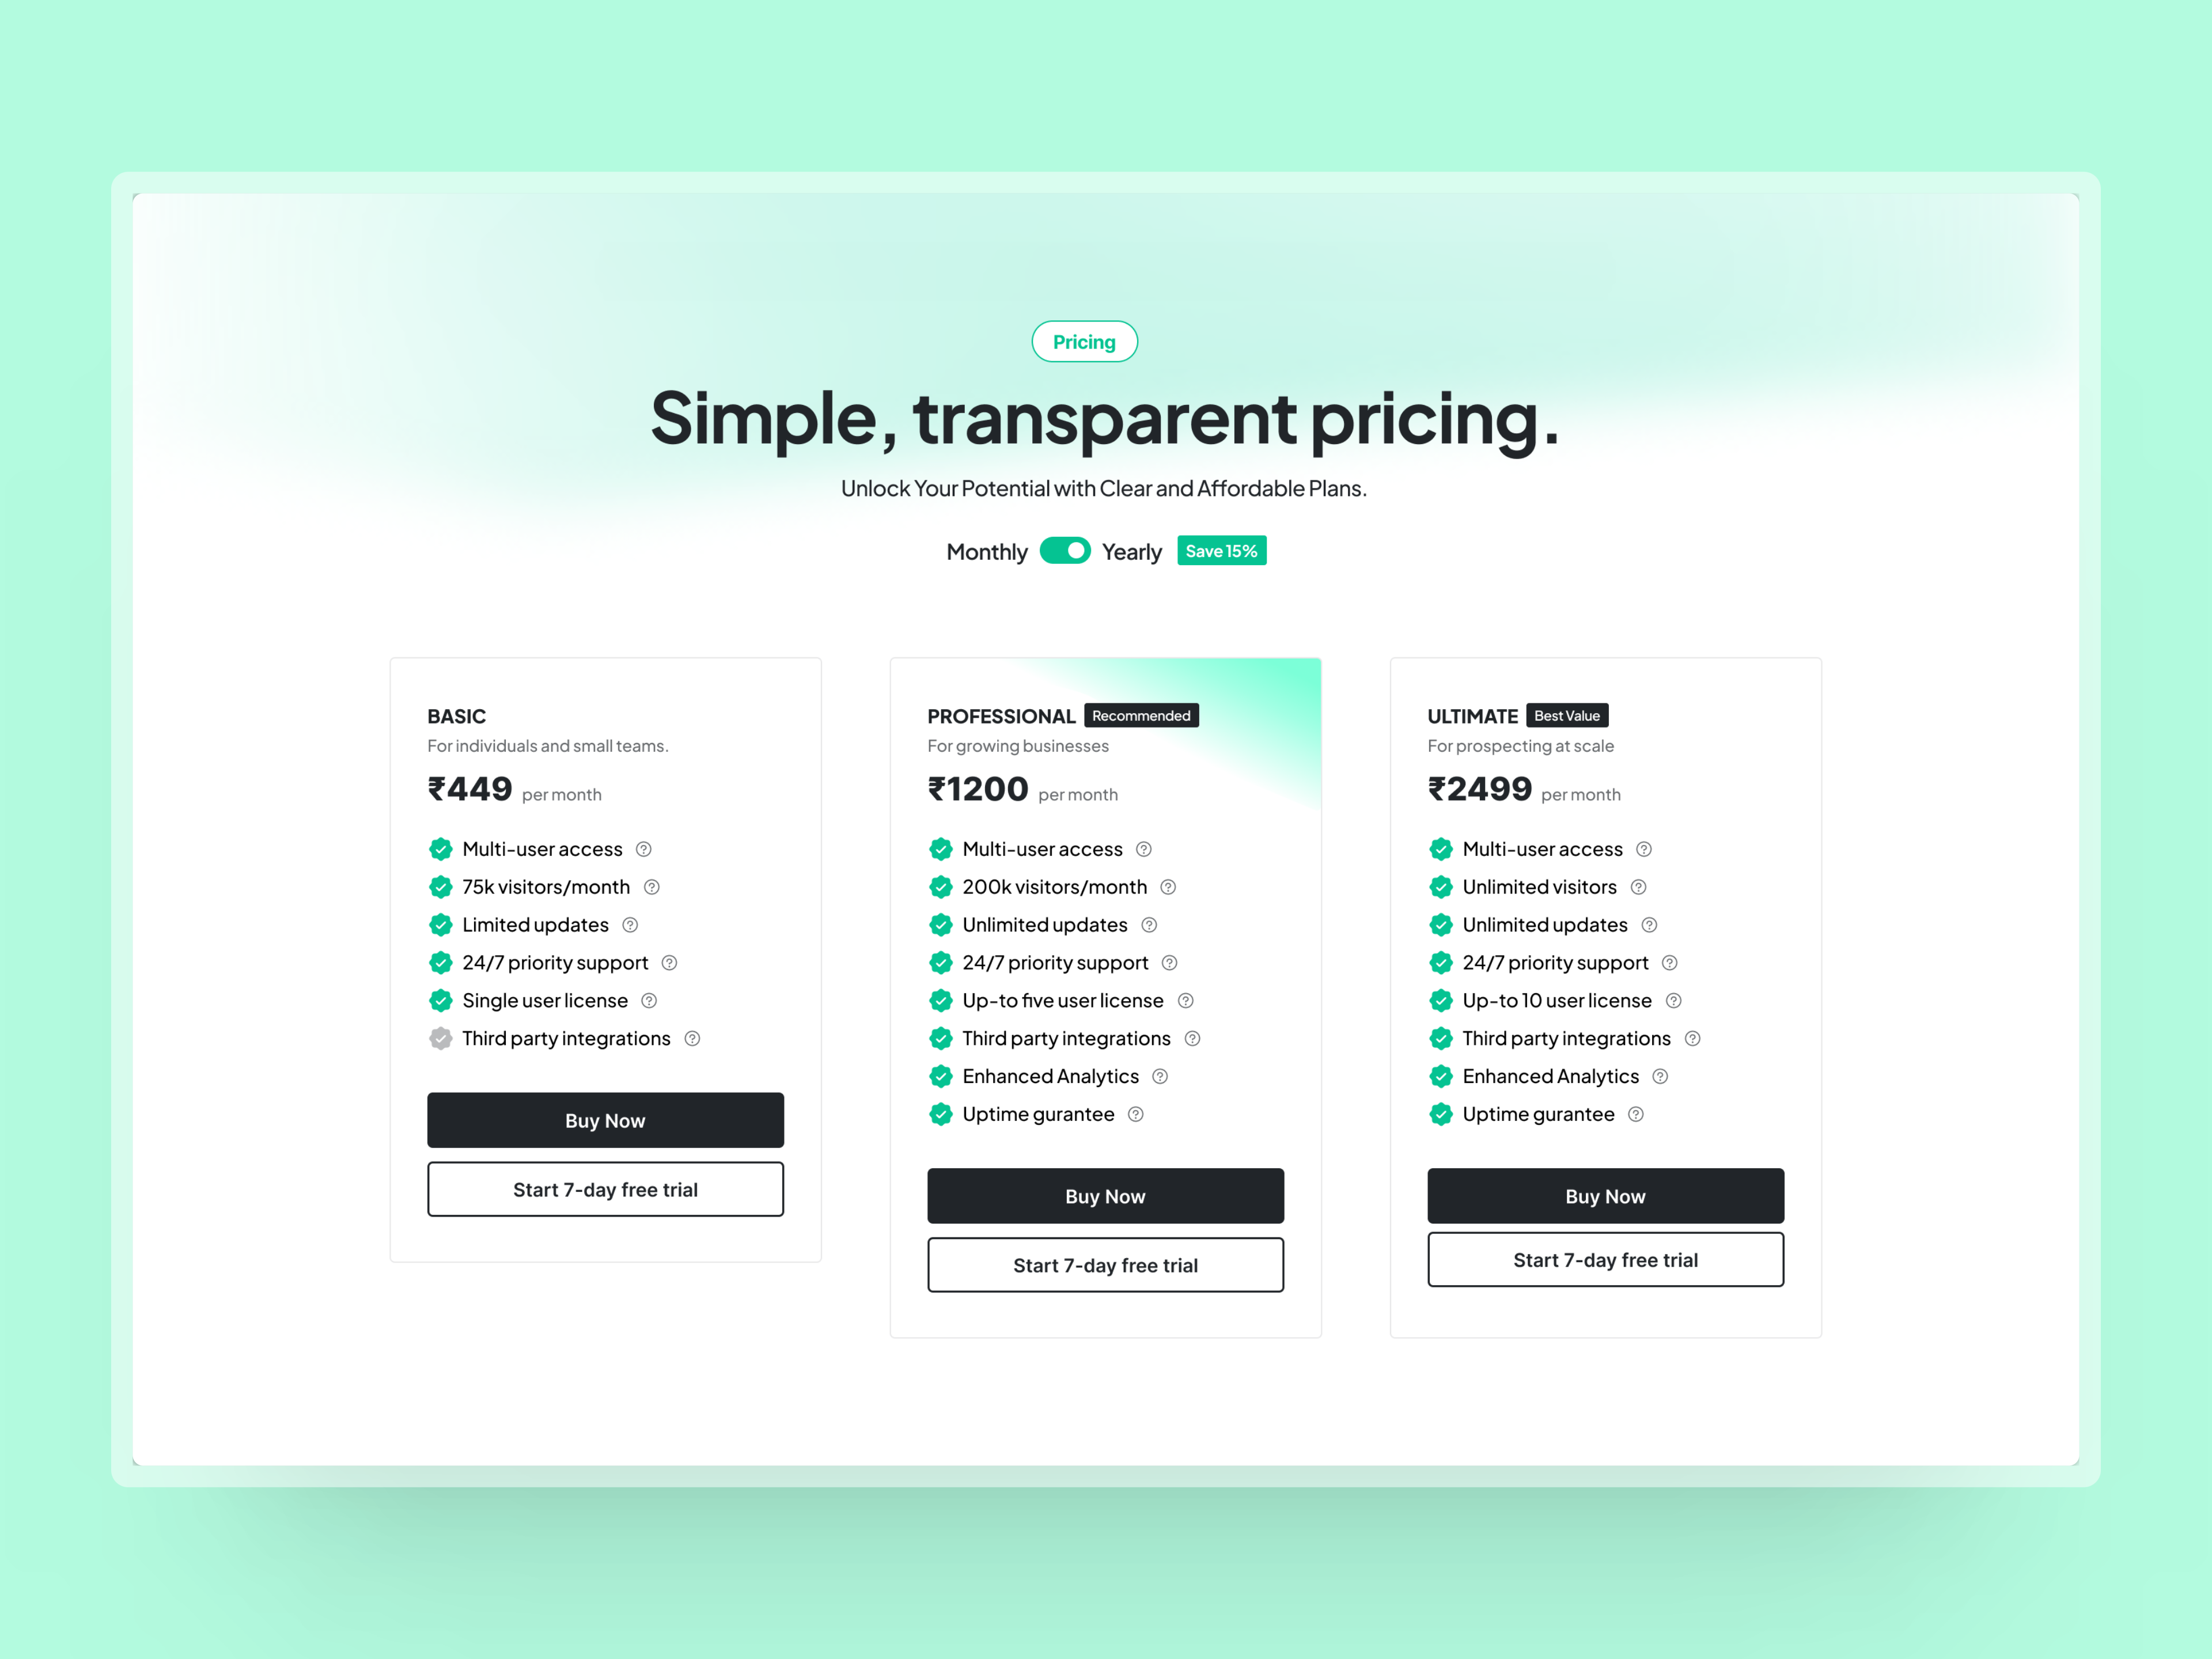 Pricing
Simple, transparent pricing.
Unlock Your Potential with Clear and Affordable Plans.
Monthly Yearly Save 15%
BASIC
For individuals and small teams.
₹449 per month
Multi-user access
75k visitors/month
Limited updates
24/7 priority support
Single user license
Third party integrations
Buy Now
Start 7-day free trial
PROFESSIONAL Recommended
For growing businesses
₹1200 per month
Multi-user access
200k visitors/month
Unlimited updates
24/7 priority support
Up-to five user license
Third party integrations
Enhanced Analytics
Uptime gurantee
Buy Now
Start 7-day free trial
ULTIMATE Best Value
For prospecting at scale
₹2499 per month
Multi-user access
Unlimited visitors
Unlimited updates
24/7 priority support
Up-to 10 user license
Third party integrations
Enhanced Analytics
Uptime gurantee
Buy Now
Start 7-day free trial